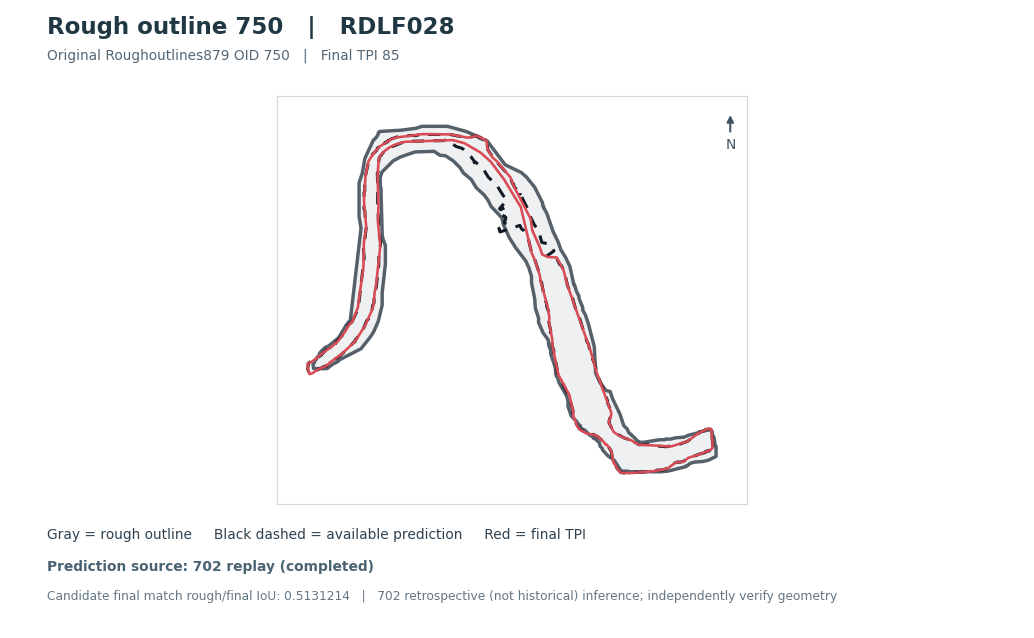 Rough outline 750   |   RDLF028
Original Roughoutlines879 OID 750   |   Final TPI 85
N
Gray = rough outline     Black dashed = available prediction     Red = final TPI
Prediction source: 702 replay (completed)
Candidate final match rough/final IoU: 0.5131214   |   702 retrospective (not historical) inference; independently verify geometry